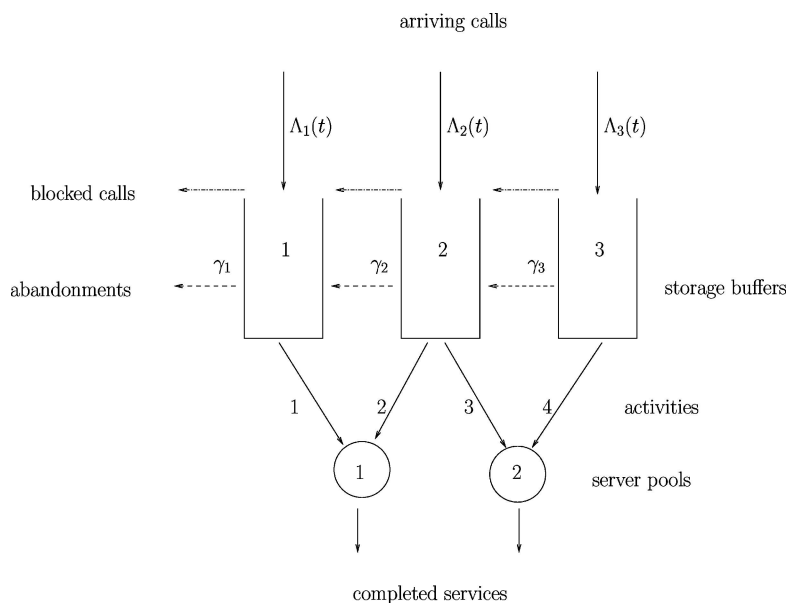 arriving calls
Λ₁(t) Λ₂(t) Λ₃(t)
blocked calls
1 2 3
γ₁ γ₂ γ₃
abandonments storage buffers
1 2 3 4 activities
1 2 server pools
completed services